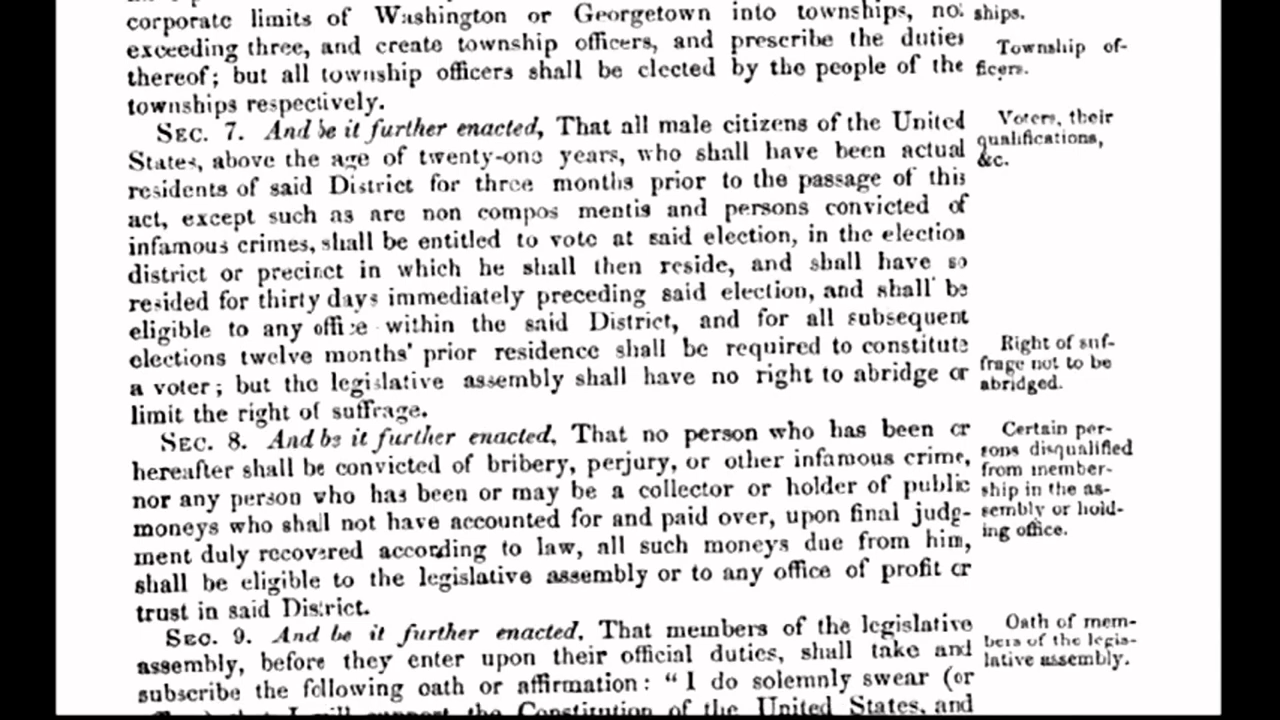 corporate limits of Washington or Georgetown into townships, not
exceeding three, and create township officers, and prescribe the duties
thereof; but all township officers shall be elected by the people of the
townships respectively.
SEC. 7. And be it further enacted, That all male citizens of the United
States, above the age of twenty-one years, who shall have been actual
residents of said District for three months prior to the passage of this
act, except such as are non compos mentis and persons convicted of
infamous crimes, shall be entitled to vote at said election, in the election
district or precinct in which he shall then reside, and shall have so
resided for thirty days immediately preceding said election, and shall be
eligible to any office within the said District, and for all subsequent
elections twelve months' prior residence shall be required to constitute
a voter; but the legislative assembly shall have no right to abridge or
limit the right of suffrage.
SEC. 8. And be it further enacted, That no person who has been or
hereafter shall be convicted of bribery, perjury, or other infamous crime,
nor any person who has been or may be a collector or holder of public
moneys who shall not have accounted for and paid over, upon final judg-
ment duly recovered according to law, all such moneys due from him,
shall be eligible to the legislative assembly or to any office of profit or
trust in said District.
SEC. 9. And be it further enacted, That members of the legislative
assembly, before they enter upon their official duties, shall take and
subscribe the following oath or affirmation: "I do solemnly swear (or
I will support the Constitution of the United States, and
ships.
Township of-
ficers.
Voters, their
qualifications,
&c.
Right of suf-
frage not to be
abridged.
Certain per-
sons disqualified
from member-
ship in the as-
sembly or hold-
ing office.
Oath of mem-
bers of the legis-
lative assembly.